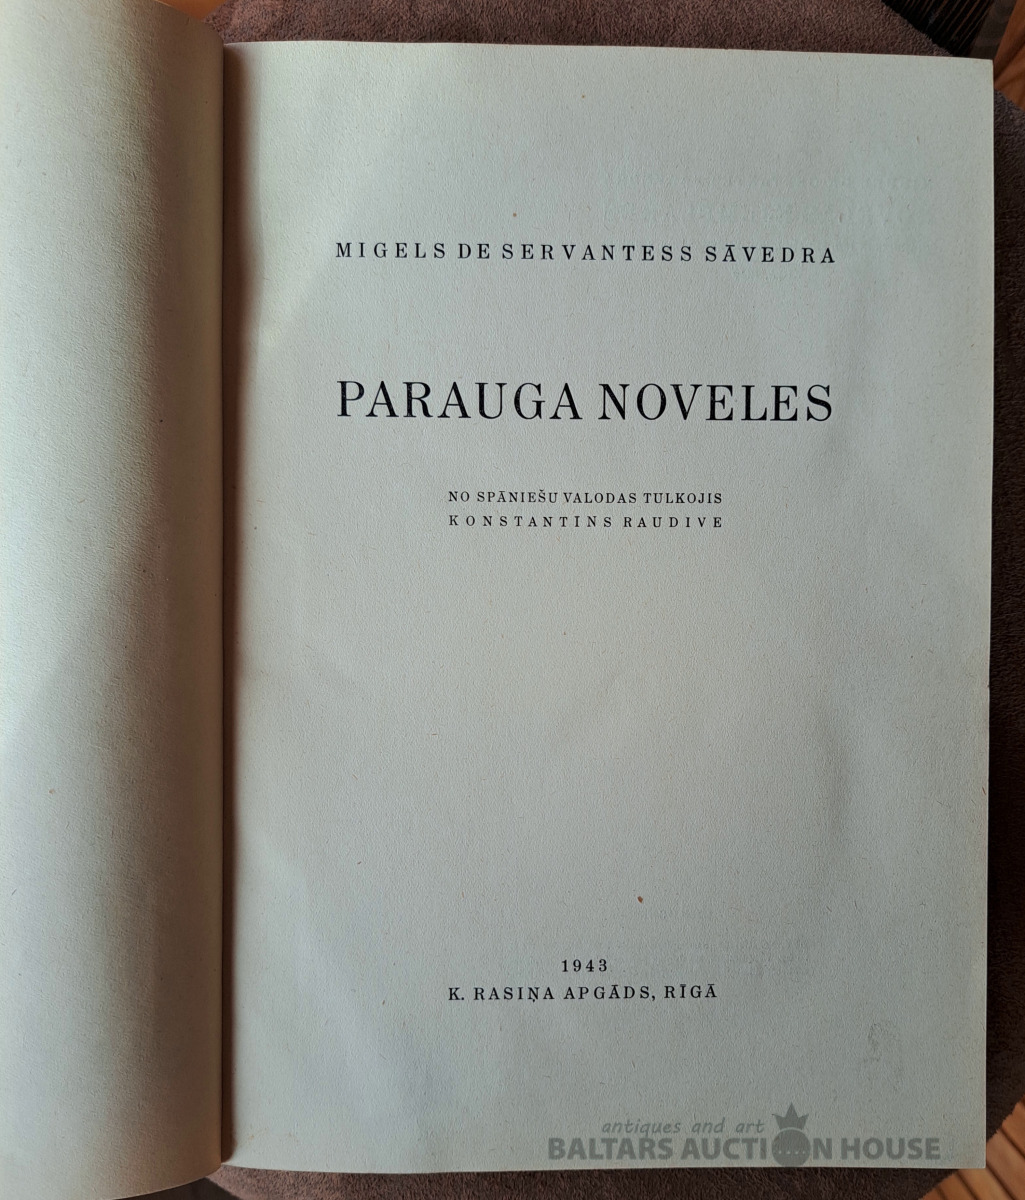 MIGELS DE SERVANTESS SĀVEDRA
PARAUGA NOVELES
NO SPĀNIEŠU VALODAS TULKOJIS
KONSTANTINS RAUDIVE
1943
K. RASIŅA APGĀDS, RĪGĀ
antiques and art
BALTARS AUCTION HOUSE